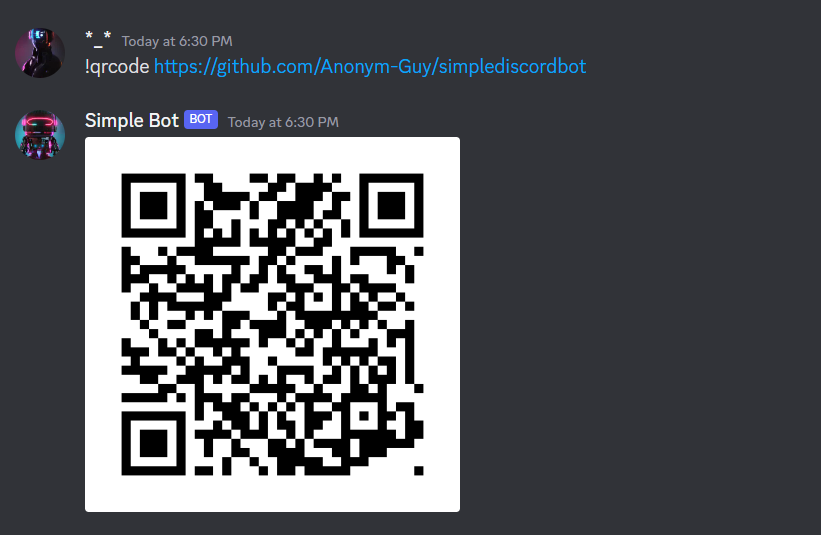 *_* Today at 6:30 PM
!qrcode https://github.com/Anonym-Guy/simplediscordbot
Simple Bot BOT Today at 6:30 PM